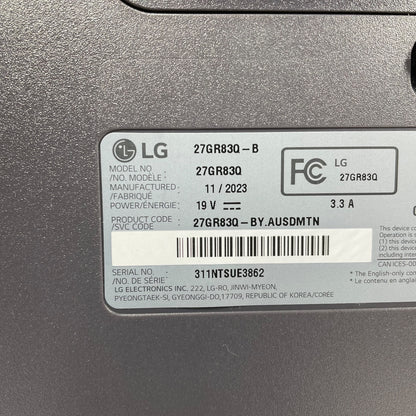 LG 27GR83Q-B
MODEL NO
/NO. MODÈLE : 27GR83Q
MANUFACTURED :
/FABRIQUÉ 11 / 2023
POWER/ÉNERGIE: 19 V ⎓ 3.3 A
FC LG
27GR83Q
PRODUCT CODE :
/SVC CODE 27GR83Q-BY.AUSDMTN
SERIAL NO. :
/NO. DE SÉRIE 311NTSUE3862
LG ELECTRONICS INC. 222, LG-RO, JINWI-MYEON,
PYEONGTAEK-SI, GYEONGGI-DO,17709, REPUBLIC OF KOREA/CORÉE
This device
Operation is
(1) this device
(2) this device
including
CAN ICES-00
* The English-only
* Le contenu en